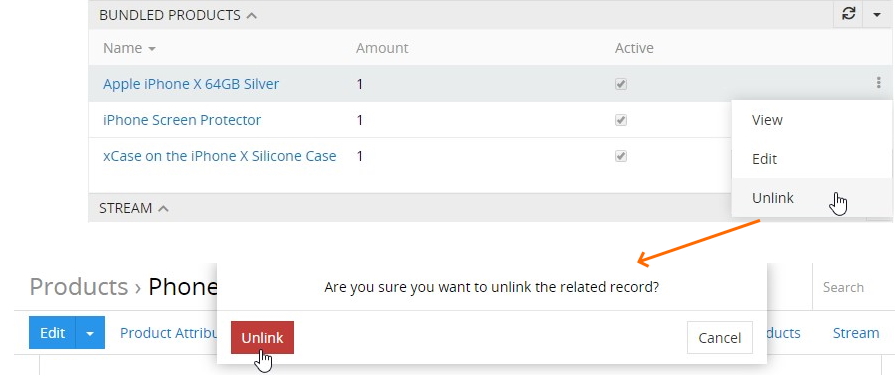 BUNDLED PRODUCTS
Name Amount Active
Apple iPhone X 64GB Silver 1
iPhone Screen Protector 1
xCase on the iPhone X Silicone Case 1
View
Edit
Unlink
STREAM
Are you sure you want to unlink the related record?
Products › Phone
Search
Unlink
Cancel
Edit
Product Attribu
ducts
Stream